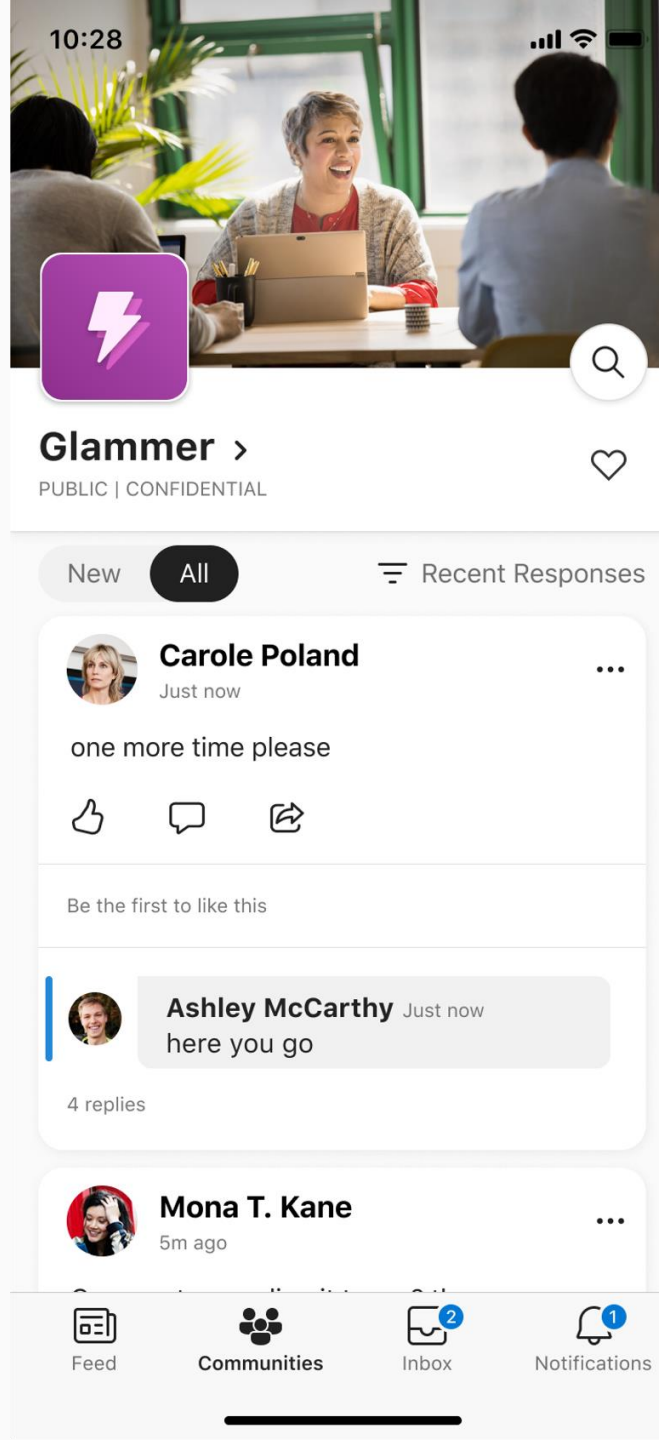 10:28
Glammer
PUBLIC | CONFIDENTIAL
New
All
Recent Responses
Carole Poland
Just now
one more time please
Be the first to like this
Ashley McCarthy Just now
here you go
4 replies
Mona T. Kane
5m ago
Feed
Communities
Inbox
2
Notifications
1